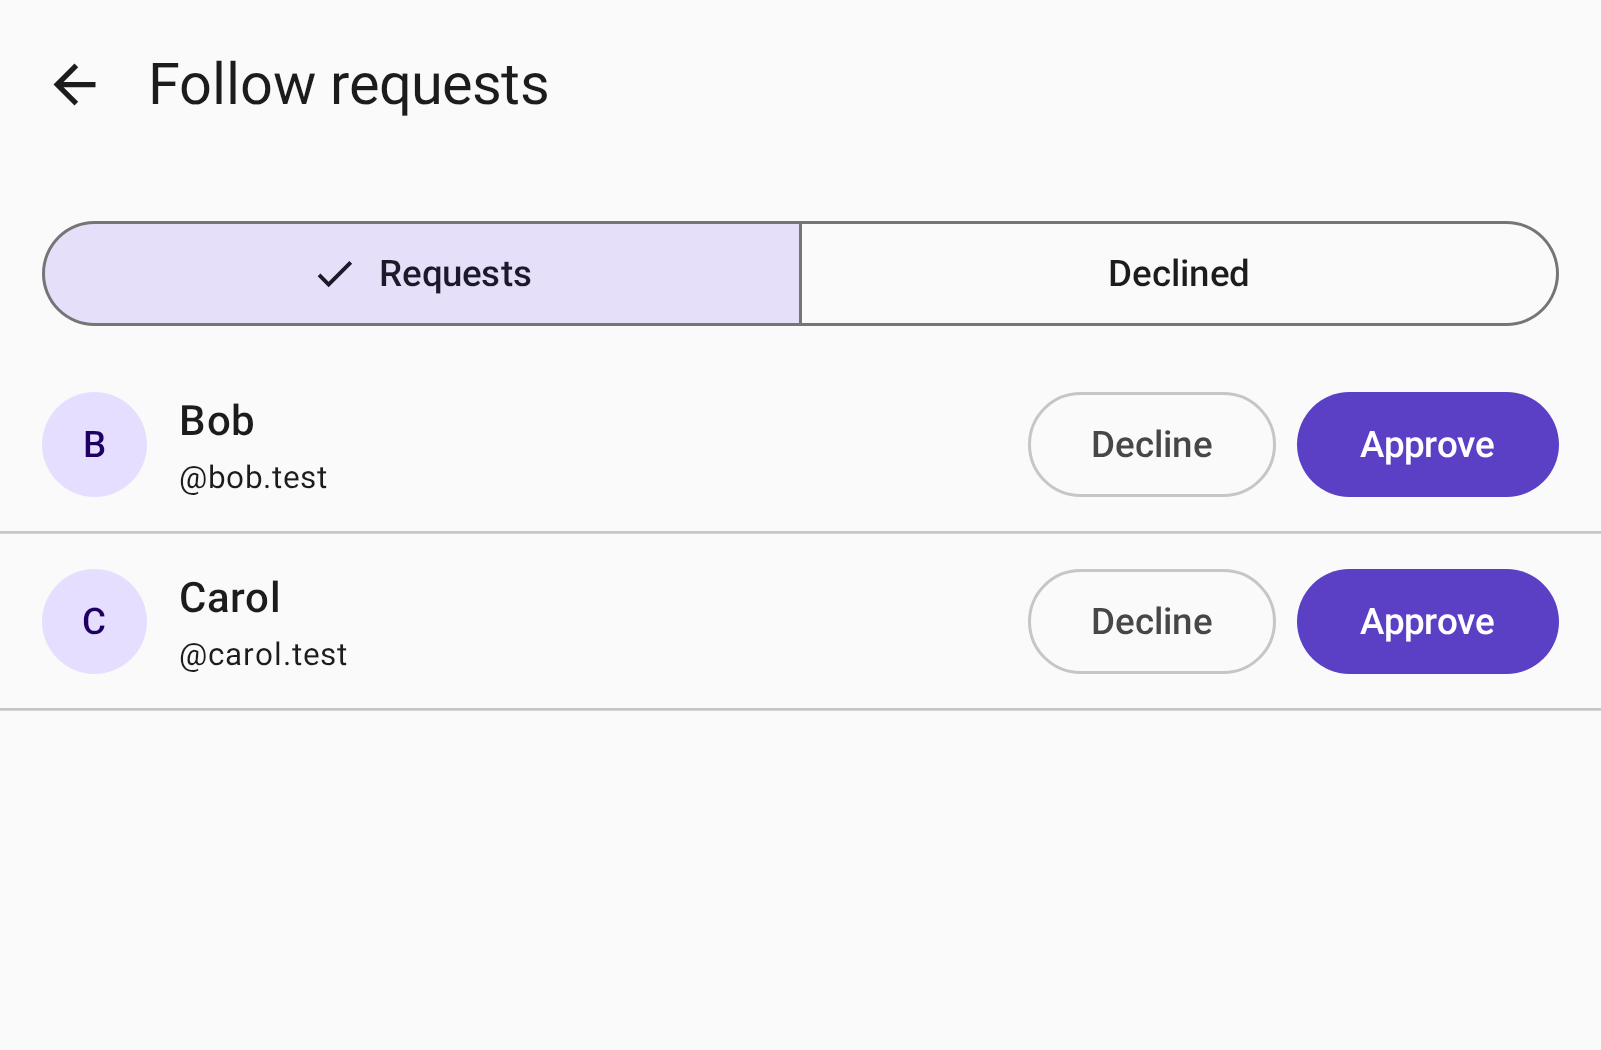 Follow requests
Requests
Declined
B
Bob
@bob.test
Decline
Approve
C
Carol
@carol.test
Decline
Approve